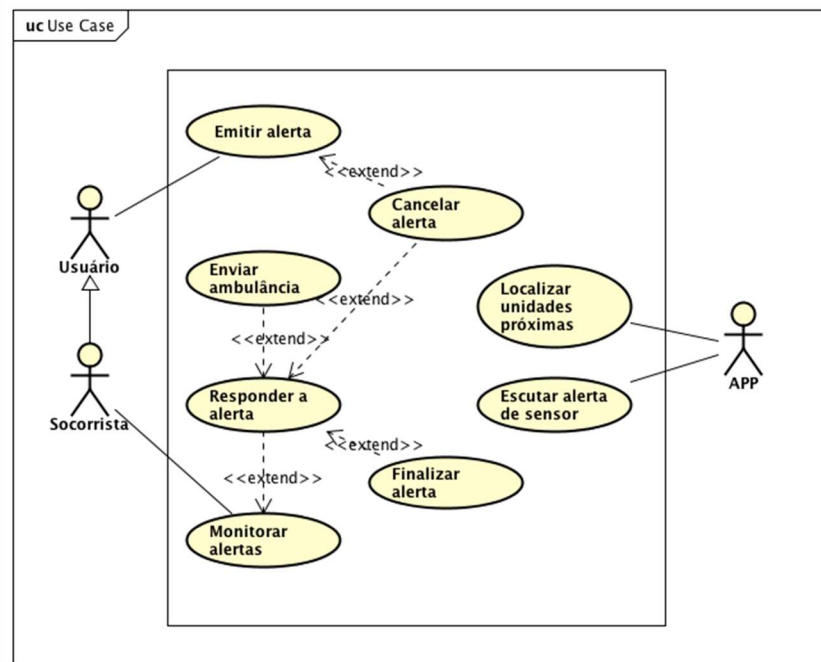 uc Use Case
Emitir alerta
<<extend>>
Cancelar
alerta
Usuário
Enviar
ambulância
<<extend>>
Localizar
unidades
próximas
<<extend>>
APP
Responder a
alerta
Escutar alerta
de sensor
Socorrista
<<extend>>
<<extend>>
Finalizar
alerta
Monitorar
alertas